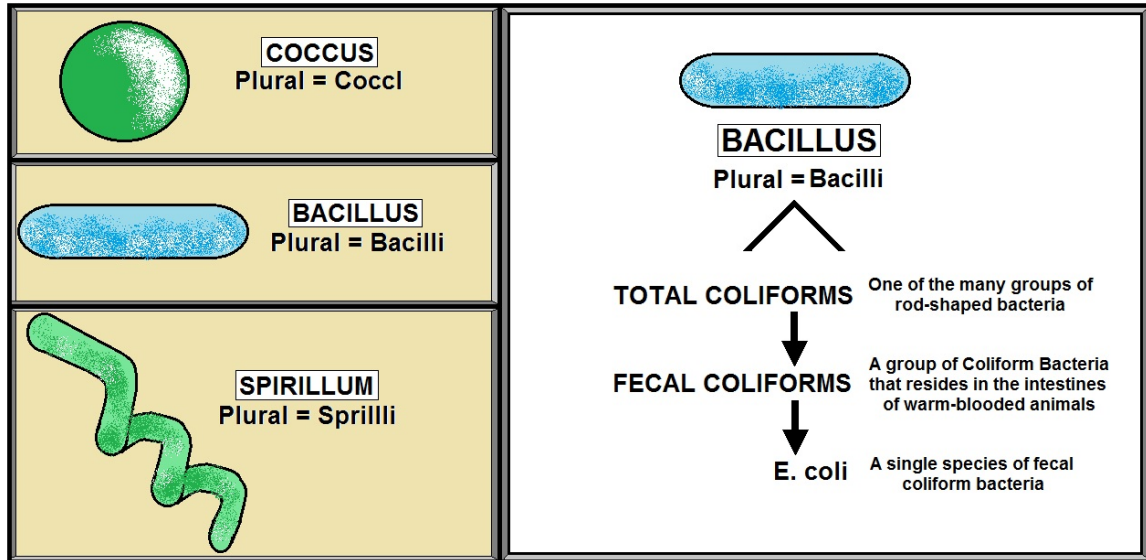 COCCUS
Plural = CoccI
BACILLUS
Plural = Bacilli
SPIRILLUM
Plural = Sprillli
BACILLUS
Plural = Bacilli
TOTAL COLIFORMS
One of the many groups of
rod-shaped bacteria
FECAL COLIFORMS
A group of Coliform Bacteria
that resides in the intestines
of warm-blooded animals
E. coli
A single species of fecal
coliform bacteria